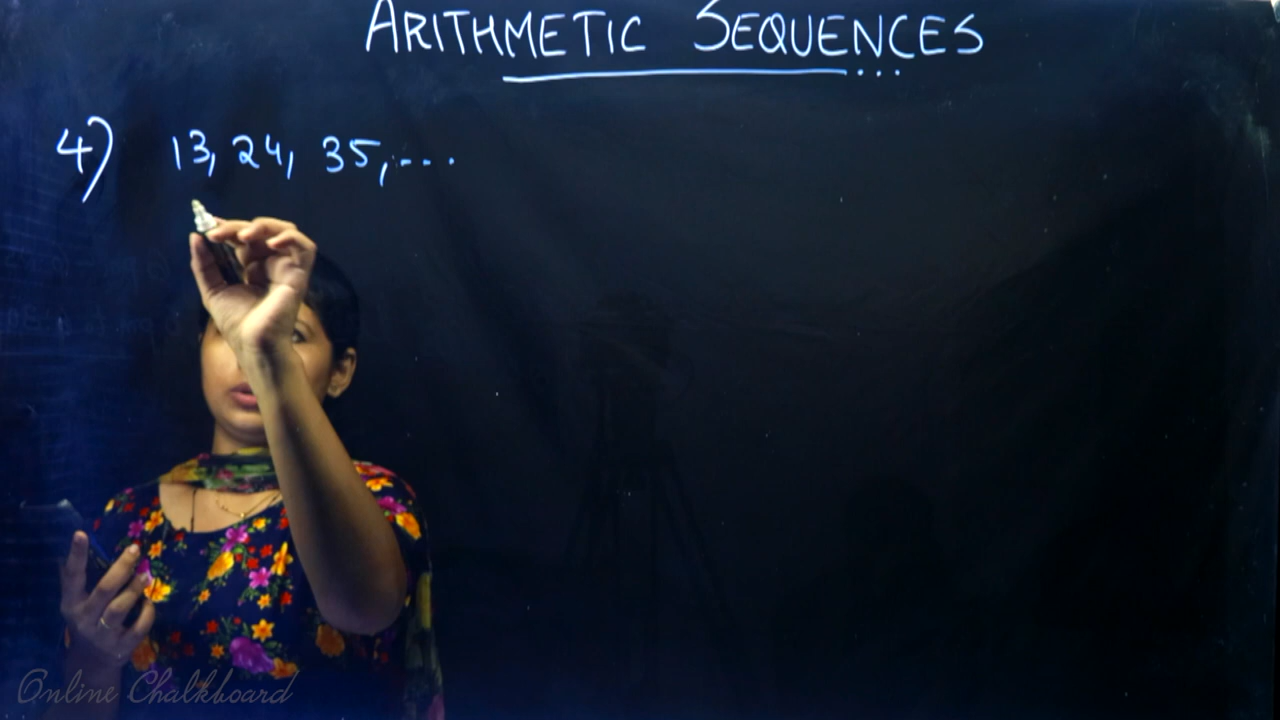 ARITHMETIC SEQUENCES...
4) 13, 24, 35,...
Online Chalkboard